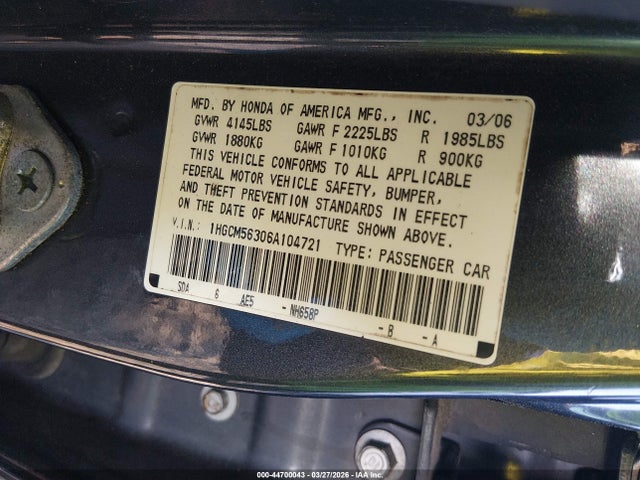 MFD. BY HONDA OF AMERICA MFG., INC. 03/06
GVWR 4145LBS GAWR F 2225LBS R 1985LBS
GVWR 1880KG GAWR F 1010KG R 900KG
THIS VEHICLE CONFORMS TO ALL APPLICABLE
FEDERAL MOTOR VEHICLE SAFETY, BUMPER,
AND THEFT PREVENTION STANDARDS IN EFFECT
ON THE DATE OF MANUFACTURE SHOWN ABOVE.
V.I.N.: 1HGCM56306A104721 TYPE: PASSENGER CAR
SDA 6 AE5 -NH658P -B -A
000-44700043 — 03/27/2026 — IAA Inc.